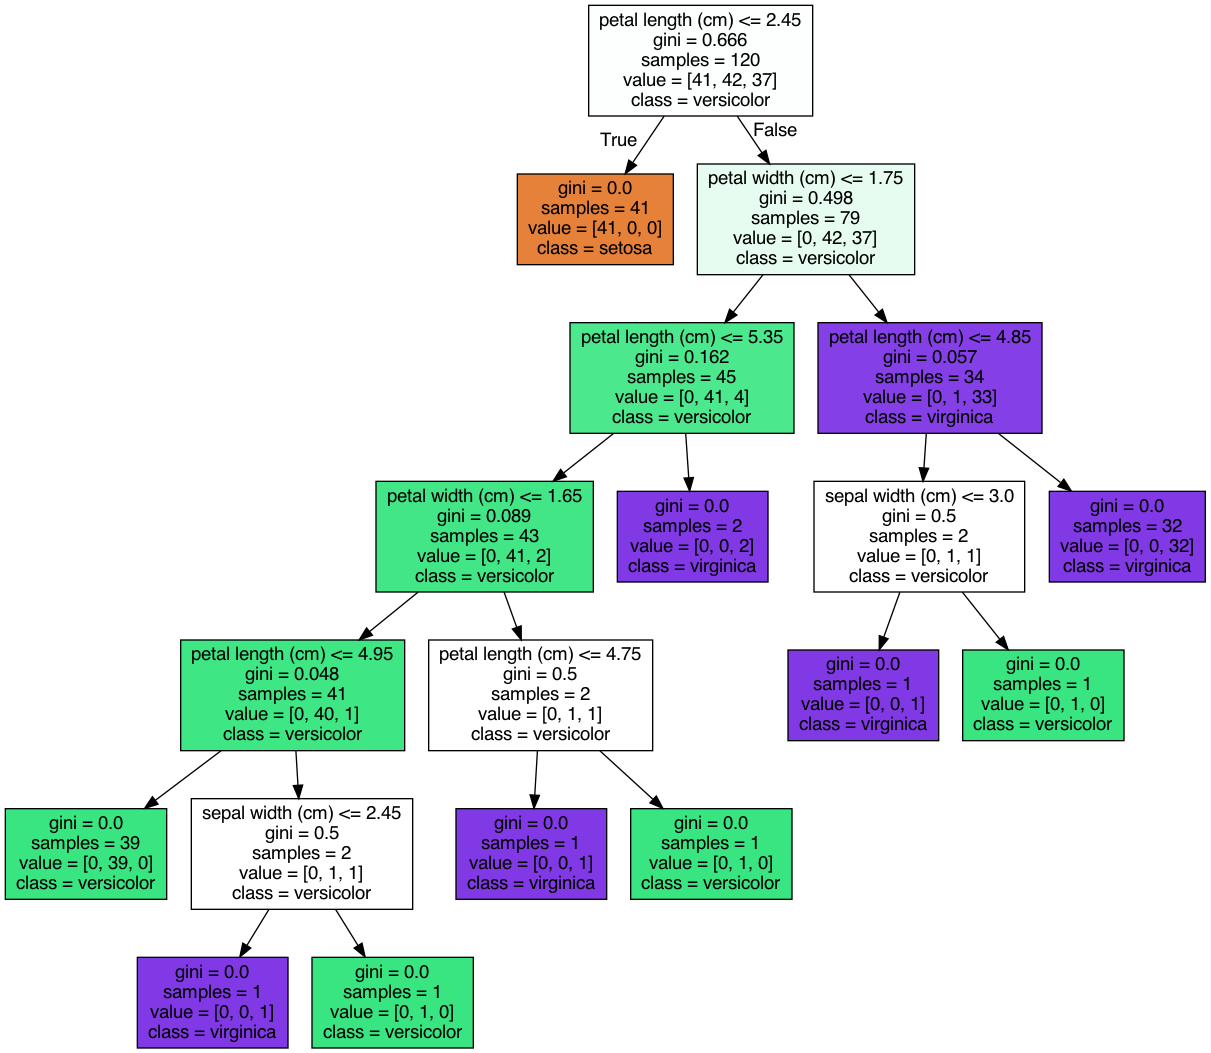 petal length (cm) <= 2.45
gini = 0.666
samples = 120
value = [41, 42, 37]
class = versicolor
True
False
gini = 0.0
samples = 41
value = [41, 0, 0]
class = setosa
petal width (cm) <= 1.75
gini = 0.498
samples = 79
value = [0, 42, 37]
class = versicolor
petal length (cm) <= 5.35
gini = 0.162
samples = 45
value = [0, 41, 4]
class = versicolor
petal length (cm) <= 4.85
gini = 0.057
samples = 34
value = [0, 1, 33]
class = virginica
petal width (cm) <= 1.65
gini = 0.089
samples = 43
value = [0, 41, 2]
class = versicolor
gini = 0.0
samples = 2
value = [0, 0, 2]
class = virginica
sepal width (cm) <= 3.0
gini = 0.5
samples = 2
value = [0, 1, 1]
class = versicolor
gini = 0.0
samples = 32
value = [0, 0, 32]
class = virginica
petal length (cm) <= 4.95
gini = 0.048
samples = 41
value = [0, 40, 1]
class = versicolor
petal length (cm) <= 4.75
gini = 0.5
samples = 2
value = [0, 1, 1]
class = versicolor
gini = 0.0
samples = 1
value = [0, 0, 1]
class = virginica
gini = 0.0
samples = 1
value = [0, 1, 0]
class = versicolor
gini = 0.0
samples = 39
value = [0, 39, 0]
class = versicolor
sepal width (cm) <= 2.45
gini = 0.5
samples = 2
value = [0, 1, 1]
class = versicolor
gini = 0.0
samples = 1
value = [0, 0, 1]
class = virginica
gini = 0.0
samples = 1
value = [0, 1, 0]
class = versicolor
gini = 0.0
samples = 1
value = [0, 0, 1]
class = virginica
gini = 0.0
samples = 1
value = [0, 1, 0]
class = versicolor